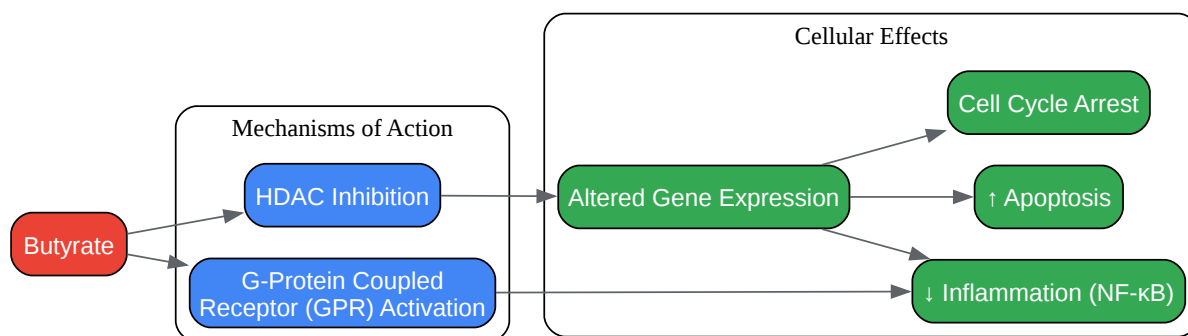 Cellular Effects
Cell Cycle Arrest
Mechanisms of Action
HDAC Inhibition
Altered Gene Expression
↑ Apoptosis
Butyrate
G-Protein Coupled
Receptor (GPR) Activation
↓ Inflammation (NF-κB)